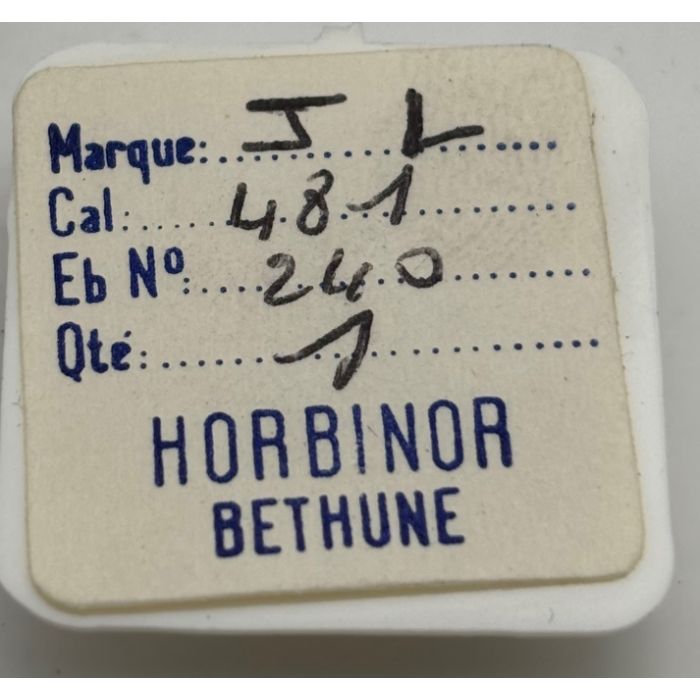 Marque: J L
Cal: 481
Eb Nº: 240
Qté: 1
HORBINOR
BETHUNE